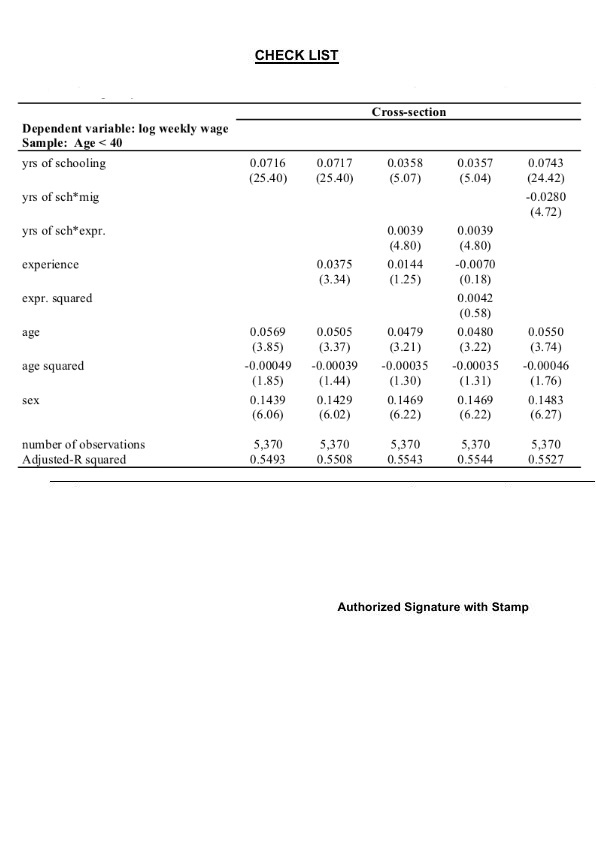 CHECK LIST
Cross-section
Dependent variable: log weekly wage
Sample: Age < 40
yrs of schooling 0.0716 0.0717 0.0358 0.0357 0.0743
(25.40) (25.40) (5.07) (5.04) (24.42)
yrs of sch*mig -0.0280
(4.72)
yrs of sch*expr. 0.0039 0.0039
(4.80) (4.80)
experience 0.0375 0.0144 -0.0070
(3.34) (1.25) (0.18)
expr. squared 0.0042
(0.58)
age 0.0569 0.0505 0.0479 0.0480 0.0550
(3.85) (3.37) (3.21) (3.22) (3.74)
age squared -0.00049 -0.00039 -0.00035 -0.00035 -0.00046
(1.85) (1.44) (1.30) (1.31) (1.76)
sex 0.1439 0.1429 0.1469 0.1469 0.1483
(6.06) (6.02) (6.22) (6.22) (6.27)
number of observations 5,370 5,370 5,370 5,370 5,370
Adjusted-R squared 0.5493 0.5508 0.5543 0.5544 0.5527
Authorized Signature with Stamp